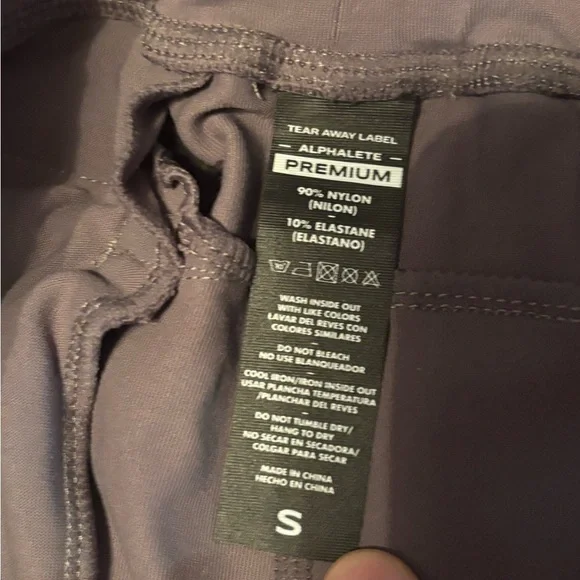 TEAR AWAY LABEL
ALPHALETE
PREMIUM
90% NYLON
(NILON)
10% ELASTANE
(ELASTANO)
WASH INSIDE OUT
WITH LIKE COLORS
LAVAR DEL REVES CON
COLORES SIMILARES
DO NOT BLEACH
NO USE BLANQUEADOR
COOL IRON/IRON INSIDE OUT
USAR PLANCHA TEMPERATURA
/PLANCHAR DEL REVES
DO NOT TUMBLE DRY/
HANG TO DRY
NO SECAR EN SECADORA/
COLGAR PARA SECAR
MADE IN CHINA
HECHO EN CHINA
S